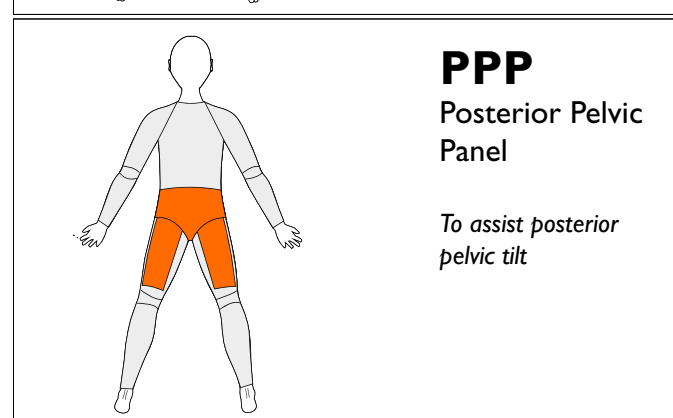 PPP
Posterior Pelvic
Panel
To assist posterior
pelvic tilt